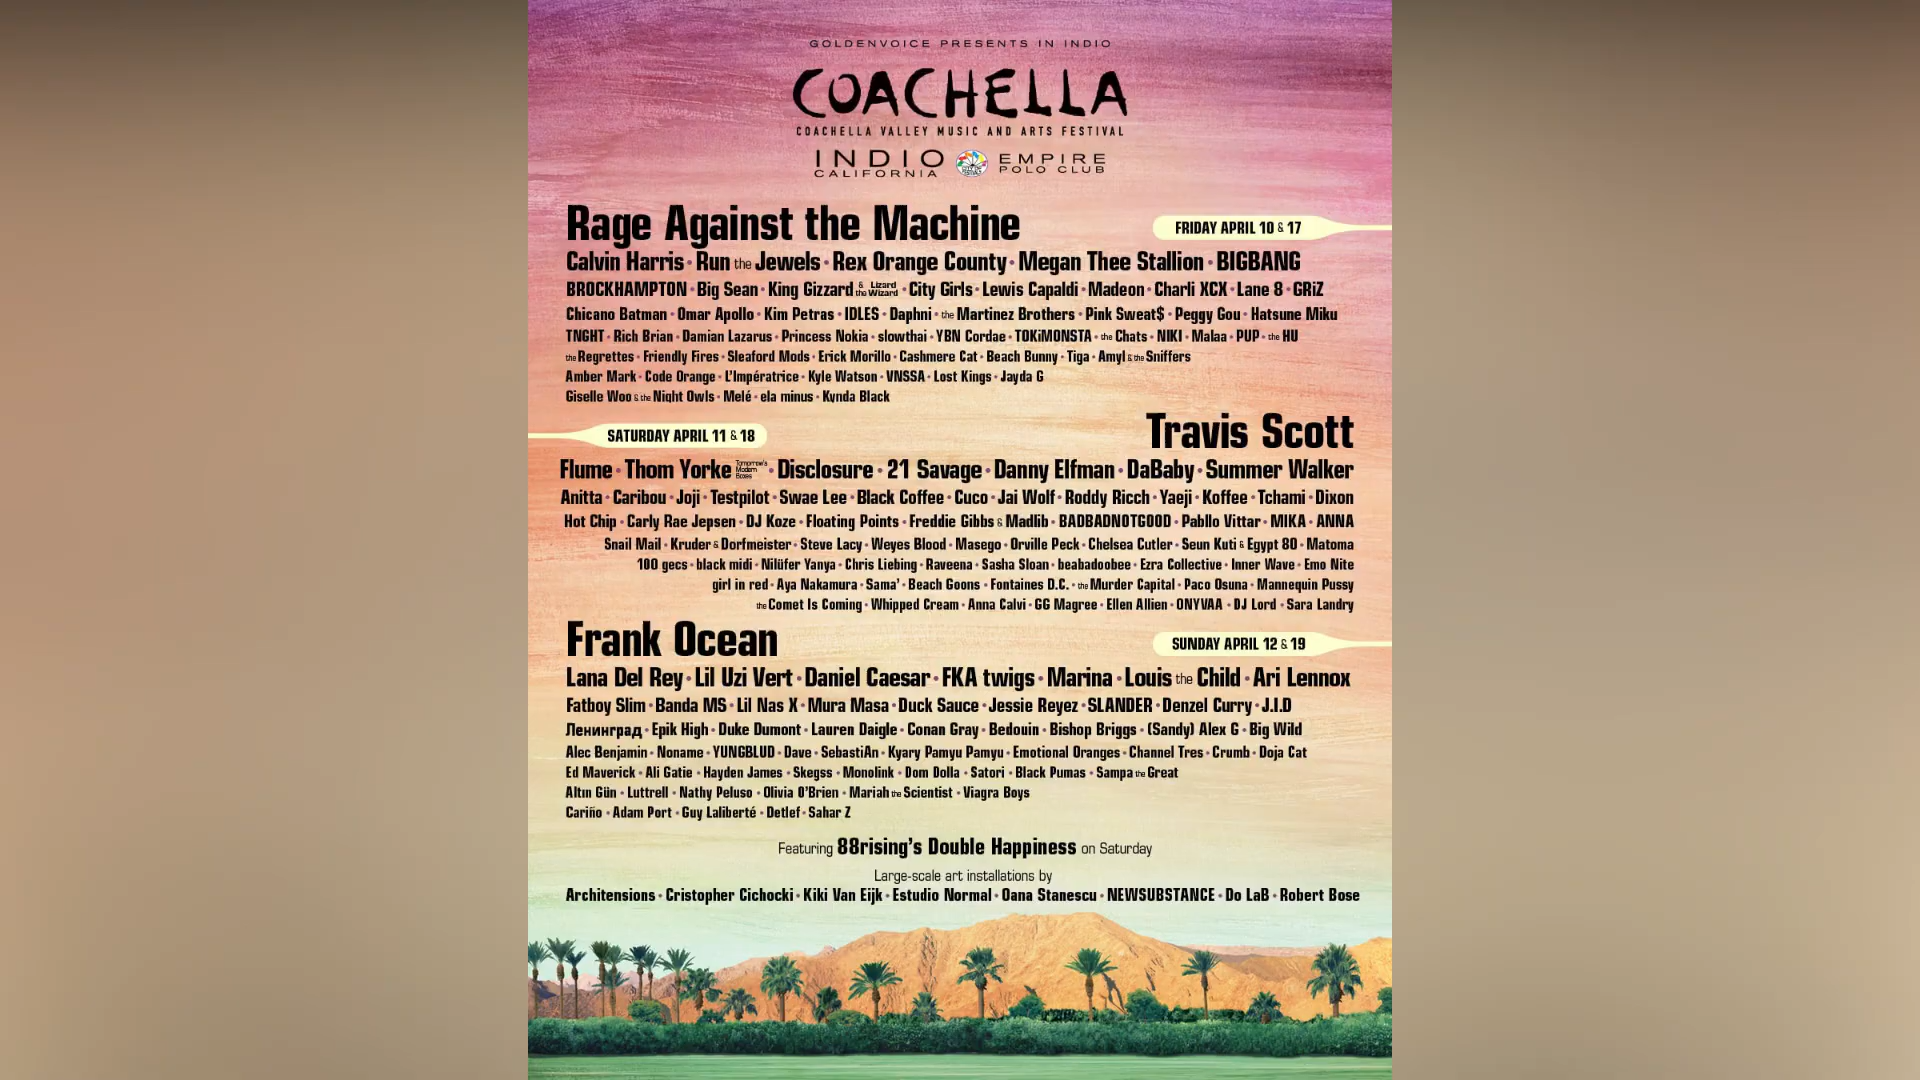 GOLDENVOICE PRESENTS IN INDIO
COACHELLA
COACHELLA VALLEY MUSIC AND ARTS FESTIVAL
INDIO CALIFORNIA EMPIRE POLO CLUB
Rage Against the Machine
FRIDAY APRIL 10 & 17
Calvin Harris • Run the Jewels • Rex Orange County • Megan Thee Stallion • BIGBANG
BROCKHAMPTON • Big Sean • King Gizzard & the Lizard Wizard • City Girls • Lewis Capaldi • Madeon • Charli XCX • Lane 8 • GRiZ
Chicano Batman • Omar Apollo • Kim Petras • IDLES • Daphni • the Martinez Brothers • Pink Sweat$ • Peggy Gou • Hatsune Miku
TNGHT • Rich Brian • Damian Lazarus • Princess Nokia • slowthai • YBN Cordae • TOKiMONSTA • the Chats • NIKI • Malaa • PUP • the HU
the Regrettes • Friendly Fires • Sleaford Mods • Erick Morillo • Cashmere Cat • Beach Bunny • Tiga • Amyl & the Sniffers
Amber Mark • Code Orange • L'Impératrice • Kyle Watson • VNSSA • Lost Kings • Jayda G
Giselle Woo & the Night Owls • Melé • ela minus • Kynda Black
SATURDAY APRIL 11 & 18
Travis Scott
Flume • Thom Yorke Tomorrow's Modern Boxes • Disclosure • 21 Savage • Danny Elfman • DaBaby • Summer Walker
Anitta • Caribou • Joji • Testpilot • Swae Lee • Black Coffee • Cuco • Jai Wolf • Roddy Ricch • Yaeji • Koffee • Tchami • Dixon
Hot Chip • Carly Rae Jepsen • DJ Koze • Floating Points • Freddie Gibbs & Madlib • BADBADNOTGOOD • Pabllo Vittar • MIKA • ANNA
Snail Mail • Kruder & Dorfmeister • Steve Lacy • Weyes Blood • Masego • Orville Peck • Chelsea Cutler • Seun Kuti & Egypt 80 • Matoma
100 gecs • black midi • Nilüfer Yanya • Chris Liebing • Raveena • Sasha Sloan • beabadoobee • Ezra Collective • Inner Wave • Emo Nite
girl in red • Aya Nakamura • Sama' • Beach Goons • Fontaines D.C. • the Murder Capital • Paco Osuna • Mannequin Pussy
the Comet Is Coming • Whipped Cream • Anna Calvi • GG Magree • Ellen Allien • ONYVAA • DJ Lord • Sara Landry
Frank Ocean
SUNDAY APRIL 12 & 19
Lana Del Rey • Lil Uzi Vert • Daniel Caesar • FKA twigs • Marina • Louis the Child • Ari Lennox
Fatboy Slim • Banda MS • Lil Nas X • Mura Masa • Duck Sauce • Jessie Reyez • SLANDER • Denzel Curry • J.I.D
Ленинград • Epik High • Duke Dumont • Lauren Daigle • Conan Gray • Bedouin • Bishop Briggs • (Sandy) Alex G • Big Wild
Alec Benjamin • Noname • YUNGBLUD • Dave • SebastiAn • Kyary Pamyu Pamyu • Emotional Oranges • Channel Tres • Crumb • Doja Cat
Ed Maverick • Ali Gatie • Hayden James • Skegss • Monolink • Dom Dolla • Satori • Black Pumas • Sampa the Great
Altın Gün • Luttrell • Nathy Peluso • Olivia O'Brien • Mariah the Scientist • Viagra Boys
Cariño • Adam Port • Guy Laliberté • Detlef • Sahar Z
Featuring 88rising's Double Happiness on Saturday
Large-scale art installations by
Architensions • Cristopher Cichocki • Kiki Van Eijk • Estudio Normal • Oana Stanescu • NEWSUBSTANCE • Do LaB • Robert Bose